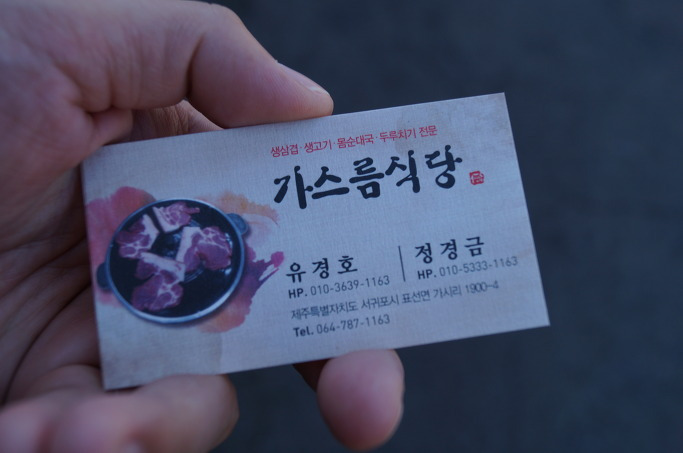 생삼겹·생고기·몸순대국·두루치기 전문
가스름식당
유경호
HP. 010-3639-1163
정경금
HP. 010-5333-1163
제주특별자치도 서귀포시 표선면 가시리 1900-4
Tel. 064-787-1163